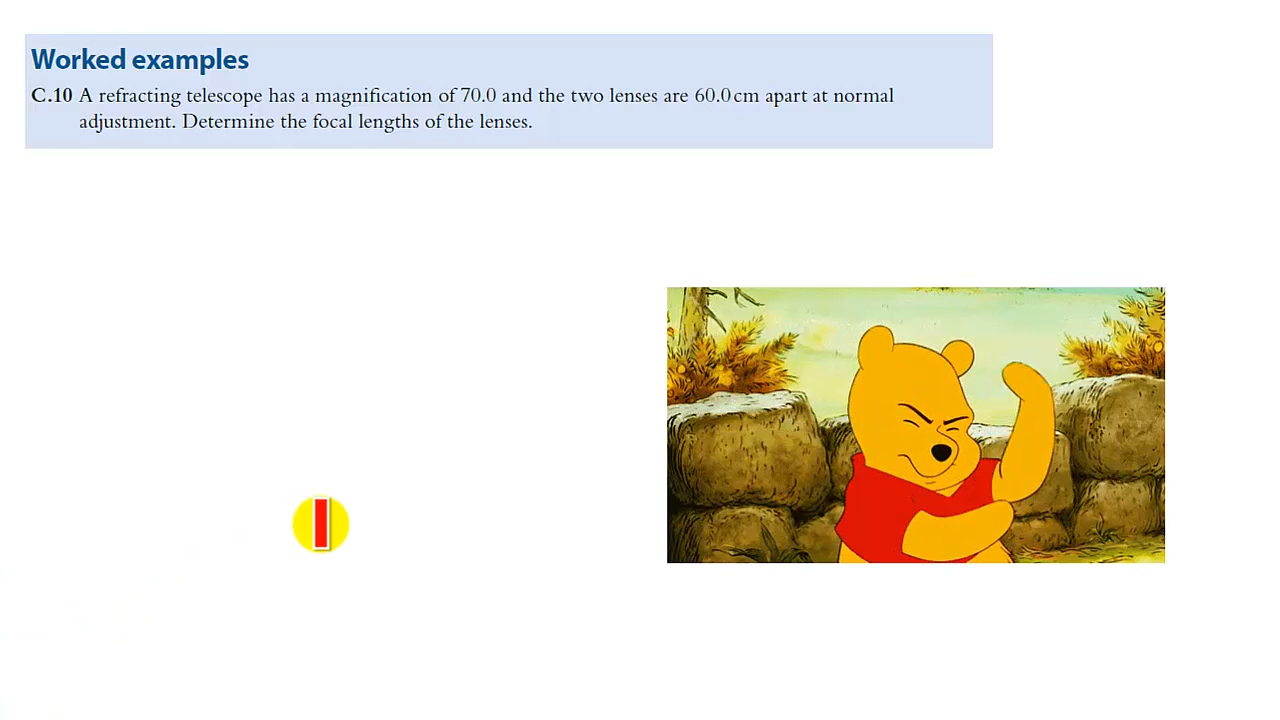 Worked examples
C.10 A refracting telescope has a magnification of 70.0 and the two lenses are 60.0 cm apart at normal
adjustment. Determine the focal lengths of the lenses.